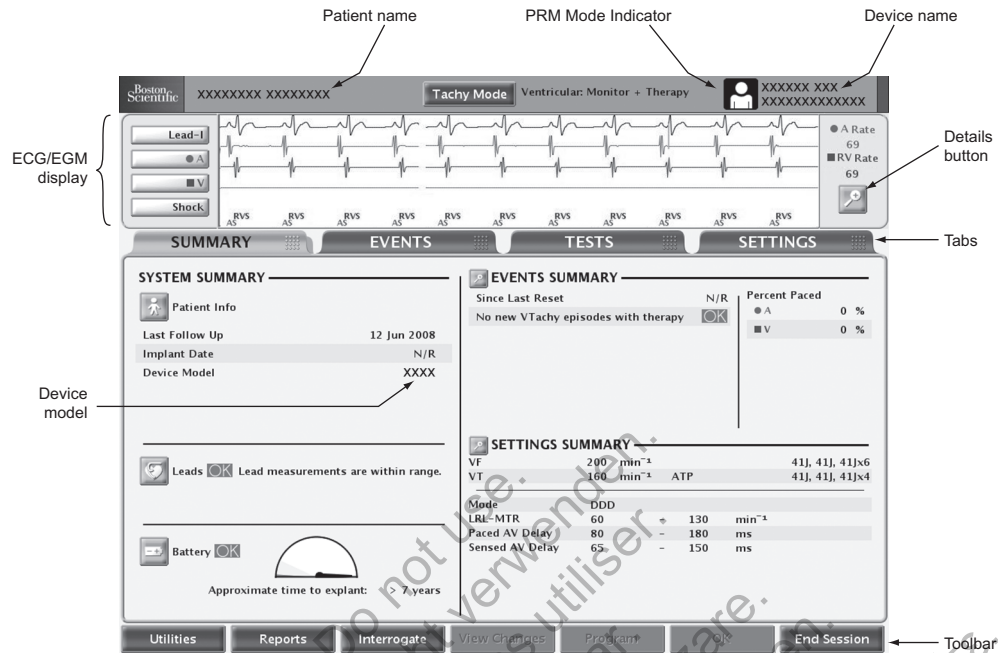 Patient name
PRM Mode Indicator
Device name
Boston
Scientific
XXXXXXXX XXXXXXXX
Tachy Mode
Ventricular: Monitor + Therapy
XXXXXX XXX
XXXXXXXXXXXXX
ECG/EGM
display
Lead-I
A
V
Shock
AS RVS AS RVS AS RVS AS RVS AS RVS AS RVS AS RVS AS RVS AS RVS AS RVS
A Rate
69
RV Rate
69
Details
button
SUMMARY EVENTS TESTS SETTINGS
Tabs
SYSTEM SUMMARY
Patient Info
Last Follow Up 12 Jun 2008
Implant Date N/R
Device Model XXXX
Device
model
Leads OK Lead measurements are within range.
Battery OK
Approximate time to explant: > 7 years
EVENTS SUMMARY
Since Last Reset N/R
No new VTachy episodes with therapy OK
Percent Paced
A 0 %
V 0 %
SETTINGS SUMMARY
VF 200 min⁻¹ 41J, 41J, 41Jx6
VT 160 min⁻¹ ATP 41J, 41J, 41Jx4
Mode DDD
LRL-MTR 60 - 130 min⁻¹
Paced AV Delay 80 - 180 ms
Sensed AV Delay 65 - 150 ms
Do not use.
verwenden.
utiliser.
Utilities Reports Interrogate View Changes Program OK End Session
Toolbar